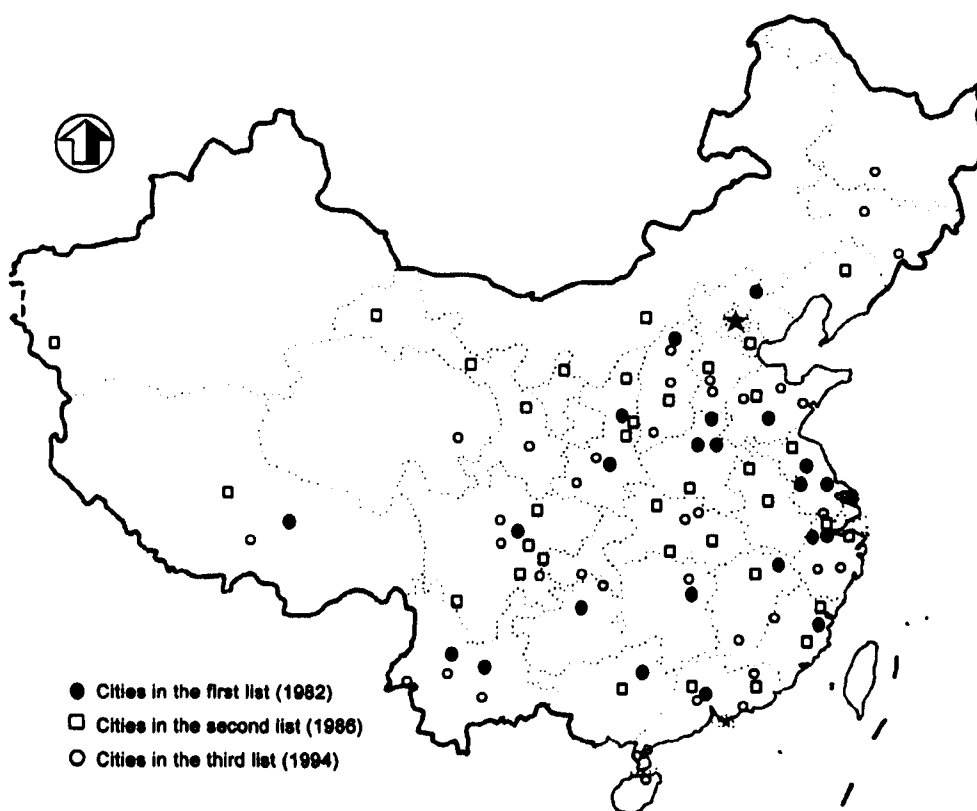 Cities in the first list (1982)
Cities in the second list (1986)
Cities in the third list (1994)